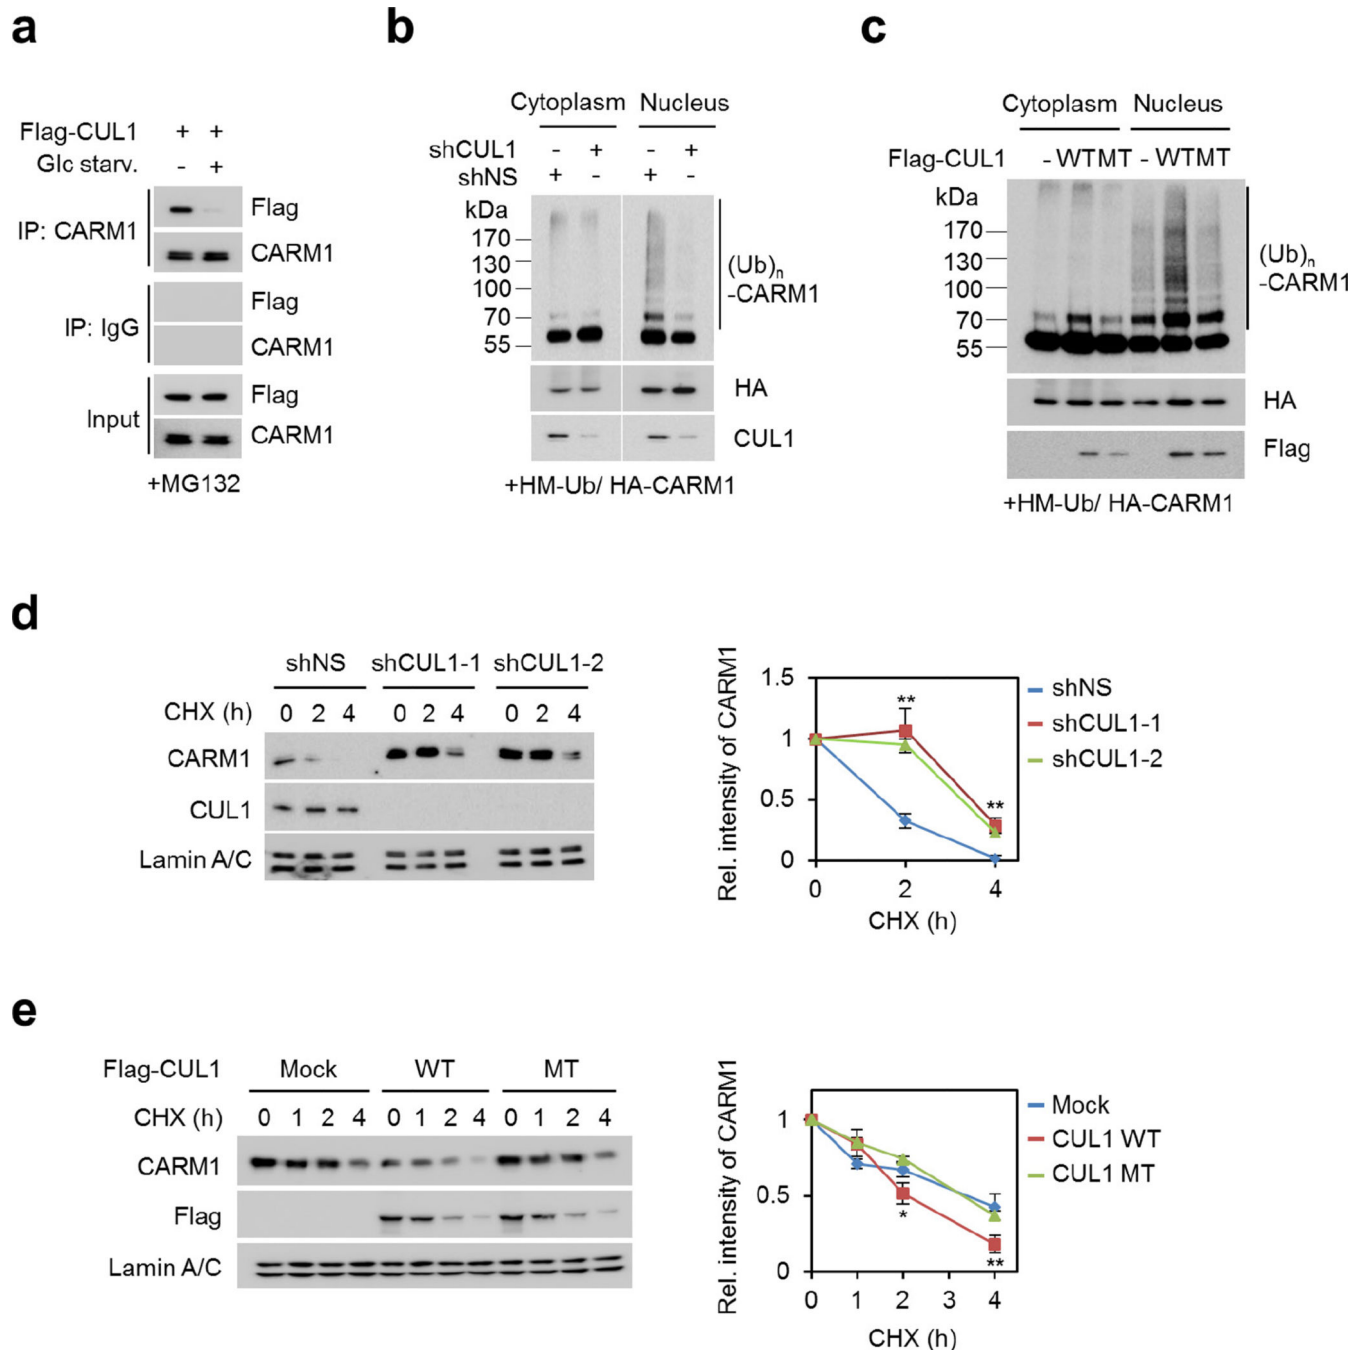 a
Flag-CUL1 + +
Glc starv. - +
IP: CARM1
Flag
CARM1
IP: IgG
Flag
CARM1
Input
Flag
CARM1
+MG132
b
Cytoplasm Nucleus
shCUL1 - + - +
shNS + - + -
kDa
170
130
100
70
55
(Ub)n
-CARM1
HA
CUL1
+HM-Ub/ HA-CARM1
c
Cytoplasm Nucleus
Flag-CUL1 - WT MT - WT MT
kDa
170
130
100
70
55
(Ub)n
-CARM1
HA
Flag
+HM-Ub/ HA-CARM1
d
shNS shCUL1-1 shCUL1-2
CHX (h) 0 2 4 0 2 4 0 2 4
CARM1
CUL1
Lamin A/C
Rel. intensity of CARM1
1.5
1
0.5
0
**
**
0 2 4
CHX (h)
shNS
shCUL1-1
shCUL1-2
e
Flag-CUL1 Mock WT MT
CHX (h) 0 1 2 4 0 1 2 4 0 1 2 4
CARM1
Flag
Lamin A/C
Rel. intensity of CARM1
1
0.5
0
*
**
0 1 2 3 4
CHX (h)
Mock
CUL1 WT
CUL1 MT